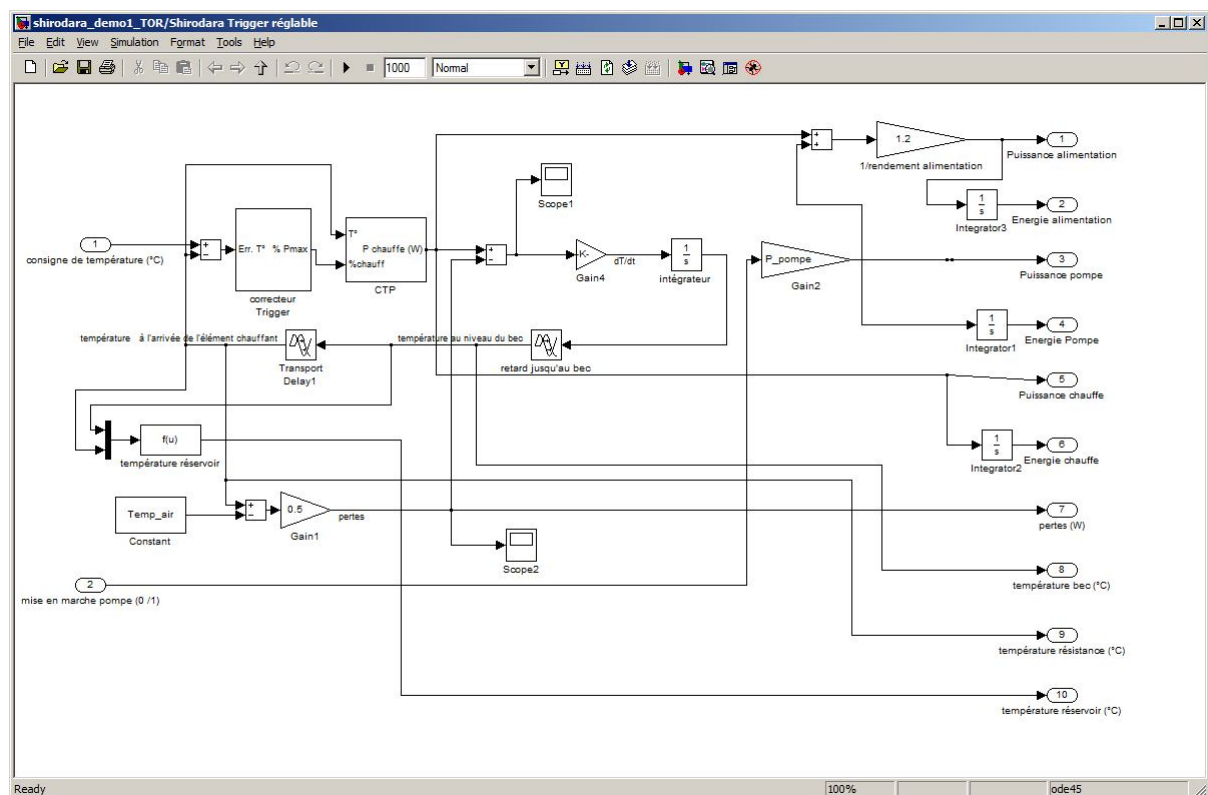 shirodara_demo1_TOR/Shirodara Trigger réglable
File Edit View Simulation Format Tools Help
1000 Normal
1.2
1/rendement alimentation
1
Puissance alimentation
1
s
Integrator3
2
Energie alimentation
Scope1
1
consigne de température (°C)
Err. T° % Pmax
correcteur
Trigger
T°
P chauffe (W)
%chauff
CTP
-K-
Gain4
dT/dt
1
s
intégrateur
P_pompe
Gain2
3
Puissance pompe
1
s
Integrator1
4
Energie Pompe
température à l'arrivée de l'élément chauffant
Transport
Delay1
température au niveau du bec
retard jusqu'au bec
5
Puissance chauffe
f(u)
température réservoir
1
s
Integrator2
6
Energie chauffe
Temp_air
Constant
0.5
Gain1
pertes
7
pertes (W)
Scope2
2
mise en marche pompe (0 /1)
8
température bec (°C)
9
température résistance (°C)
10
température réservoir (°C)
Ready 100% ode45